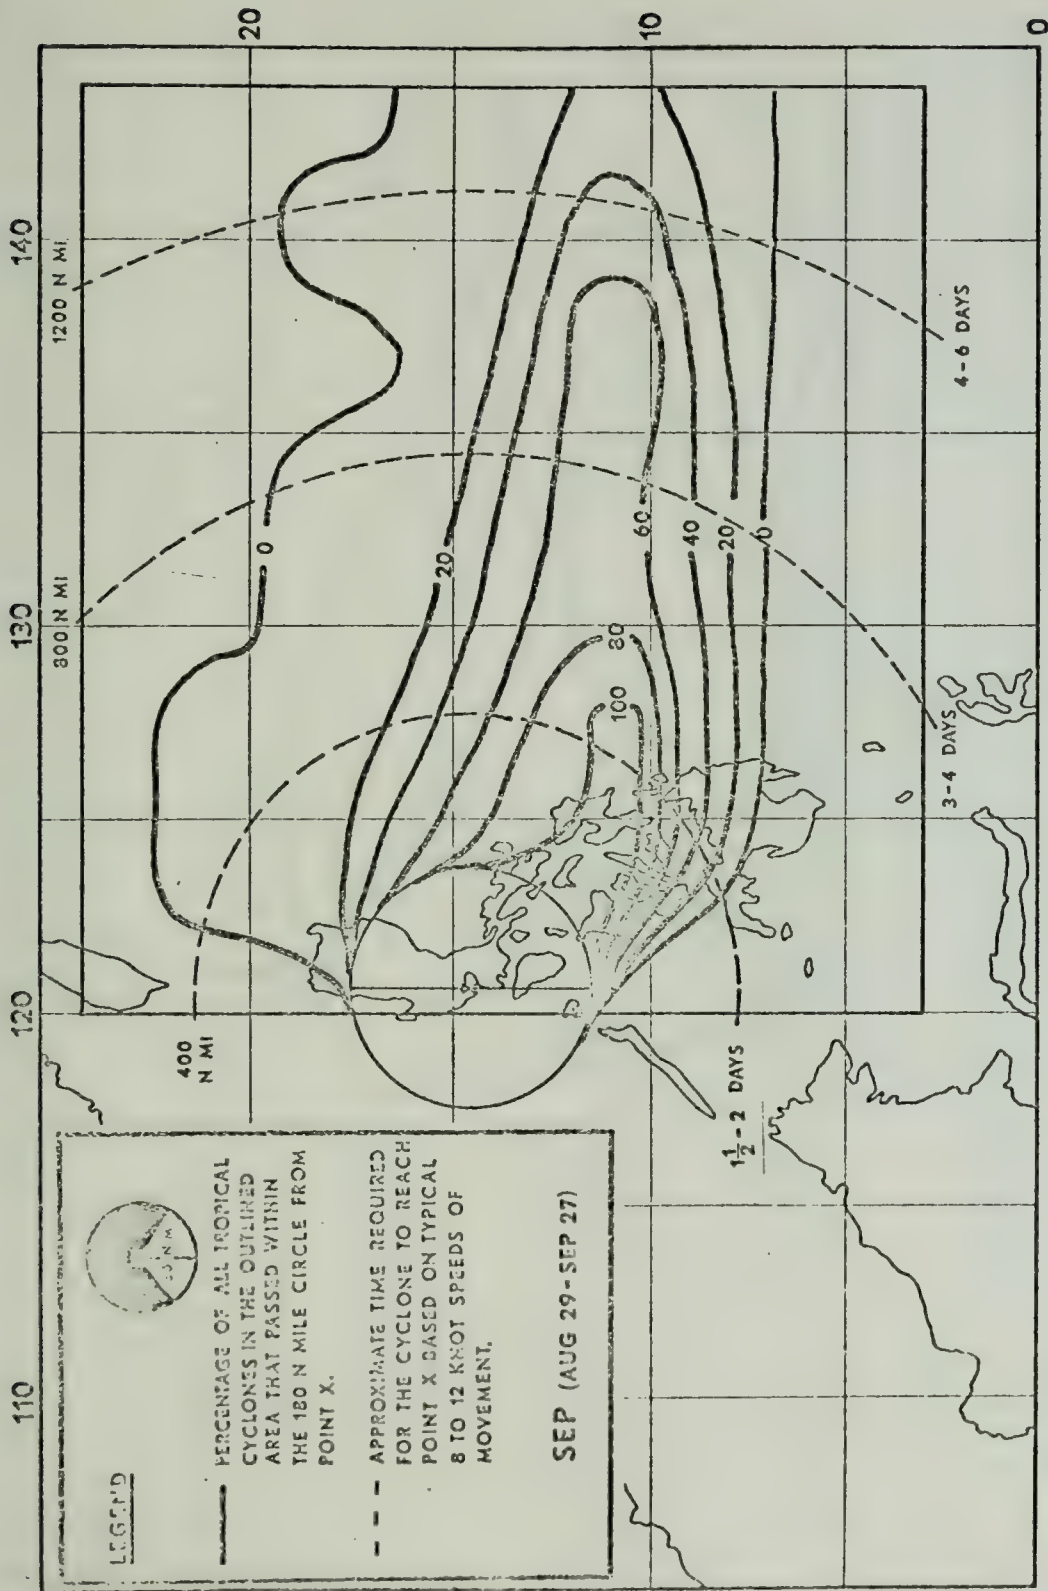 LEGEND
PERCENTAGE OF ALL TROPICAL
CYCLONES IN THE OUTLINED
AREA THAT PASSED WITHIN
THE 180 N MILE CIRCLE FROM
POINT X.
APPROXIMATE TIME REQUIRED
FOR THE CYCLONE TO REACH
POINT X BASED ON TYPICAL
8 TO 12 KNOT SPEEDS OF
MOVEMENT.
SEP (AUG 29-SEP 27)
110
120
130
140
20
10
0
400
N MI
800 N MI
1200 N MI
1½-2 DAYS
3-4 DAYS
4-6 DAYS
0
20
100
80
60
40
20
0